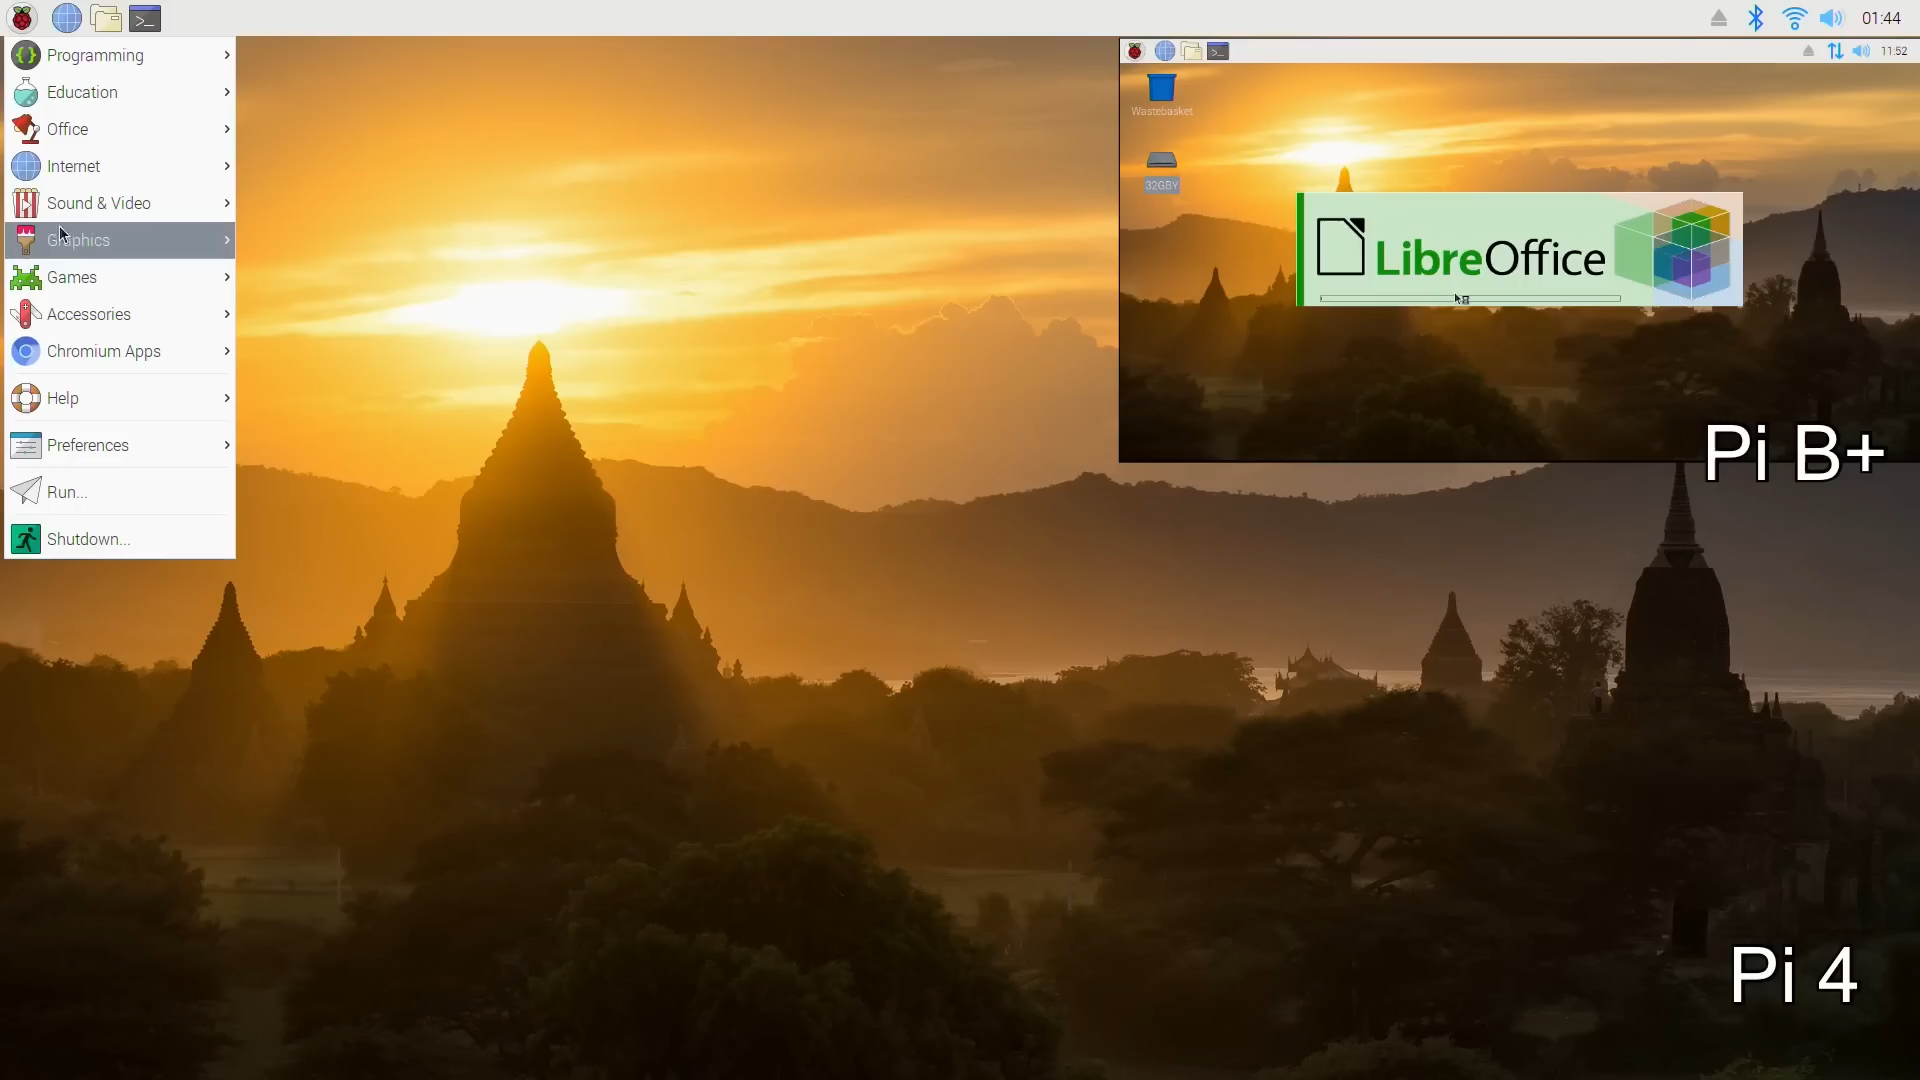 01:44
Programming
Education
Office
Internet
Sound & Video
Graphics
Games
Accessories
Chromium Apps
Help
Preferences
Run...
Shutdown...
11:52
Wastebasket
32GBY
LibreOffice
Pi B+
Pi 4